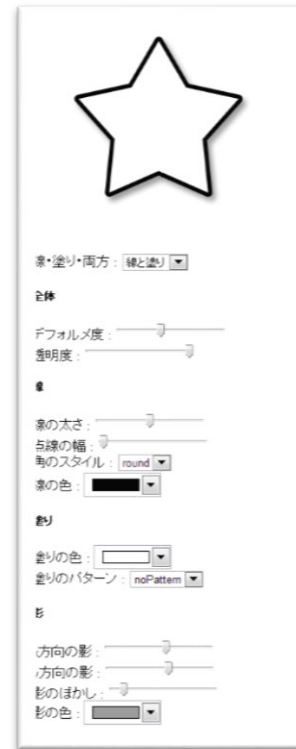 線・塗り・両方 : 線と塗り
全体
デフォルメ度 :
透明度 :
線
線の太さ :
点線の幅 :
角のスタイル : round
線の色 :
塗り
塗りの色 :
塗りのパターン : noPattern
影
方向の影 :
方向の影 :
影のぼかし :
影の色 :